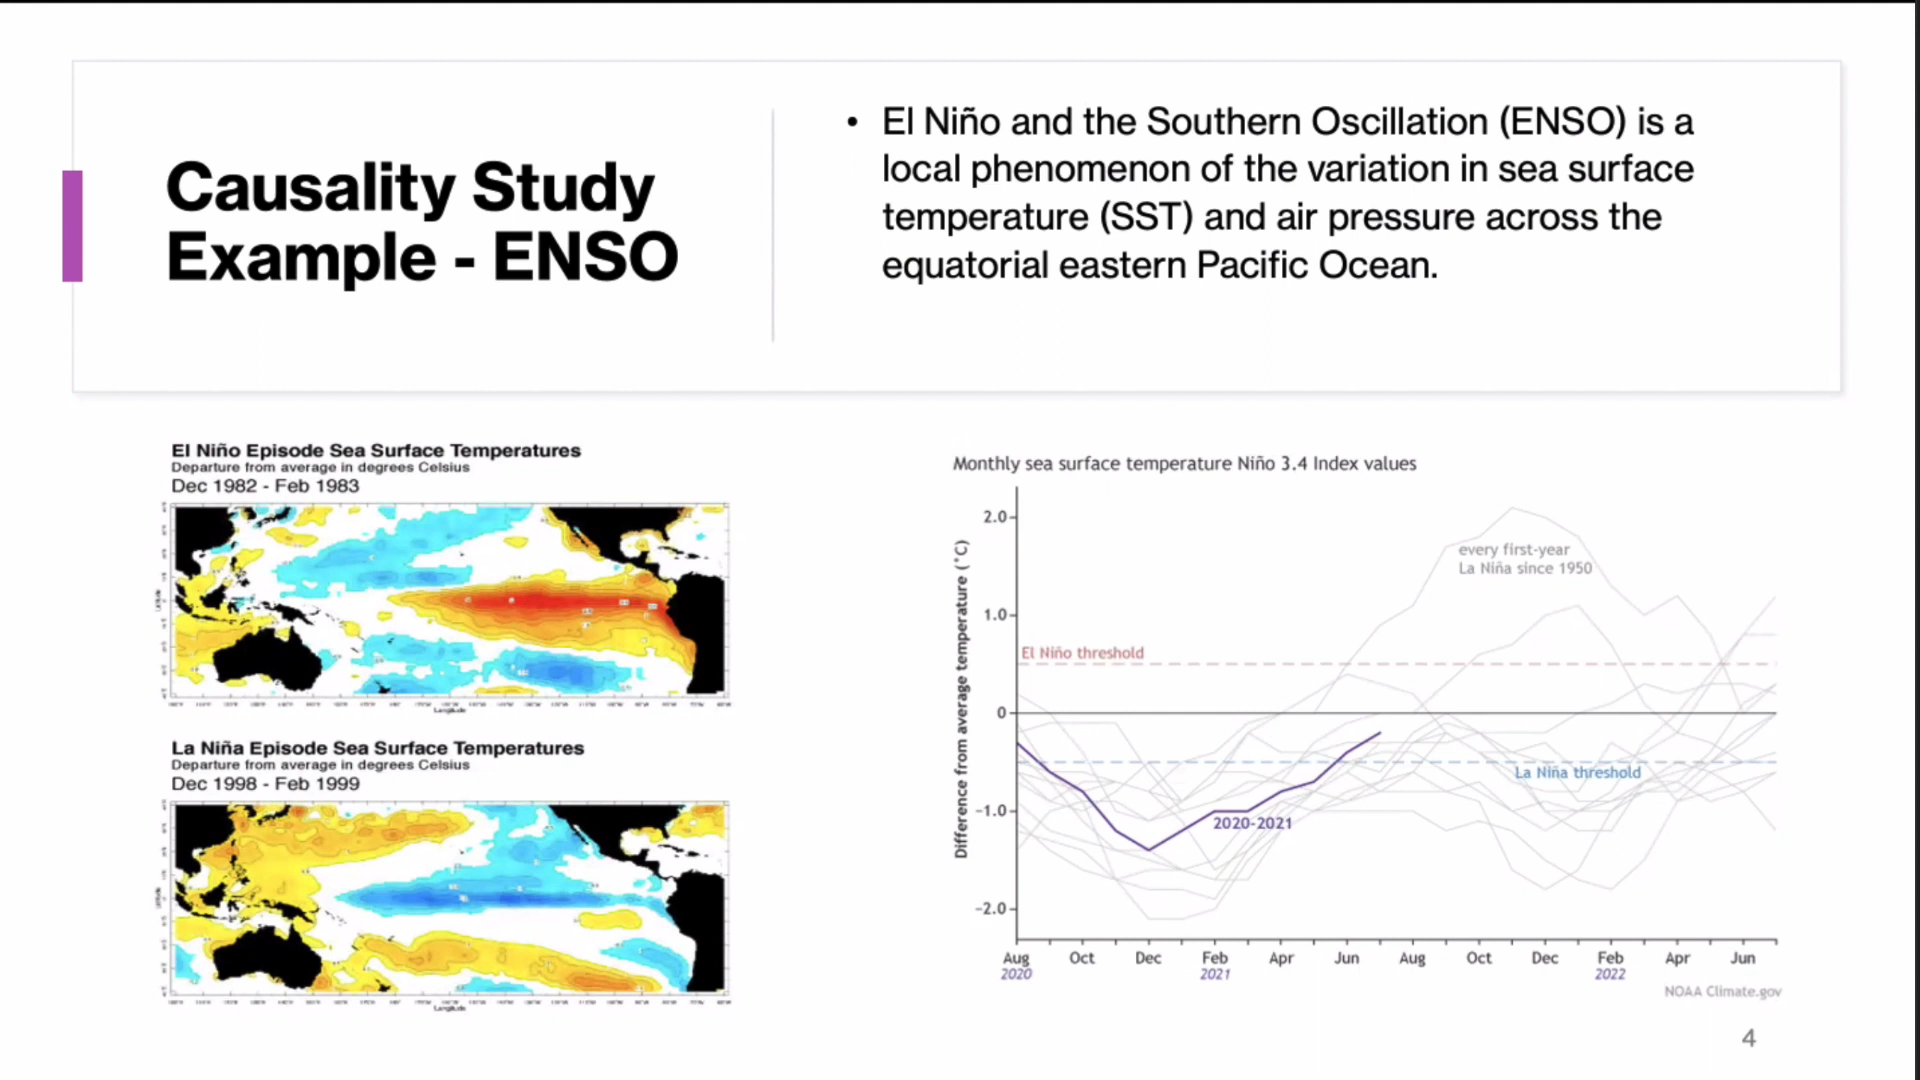 Causality Study
Example - ENSO
• El Niño and the Southern Oscillation (ENSO) is a
local phenomenon of the variation in sea surface
temperature (SST) and air pressure across the
equatorial eastern Pacific Ocean.
El Niño Episode Sea Surface Temperatures
Departure from average in degrees Celsius
Dec 1982 - Feb 1983
Longitude
La Niña Episode Sea Surface Temperatures
Departure from average in degrees Celsius
Dec 1998 - Feb 1999
Longitude
Monthly sea surface temperature Niño 3.4 Index values
Difference from average temperature (°C)
2.0
1.0
0
-1.0
-2.0
every first-year
La Niña since 1950
El Niño threshold
La Niña threshold
2020-2021
Aug Oct Dec Feb Apr Jun Aug Oct Dec Feb Apr Jun
2020 2021 2022
NOAA Climate.gov
4